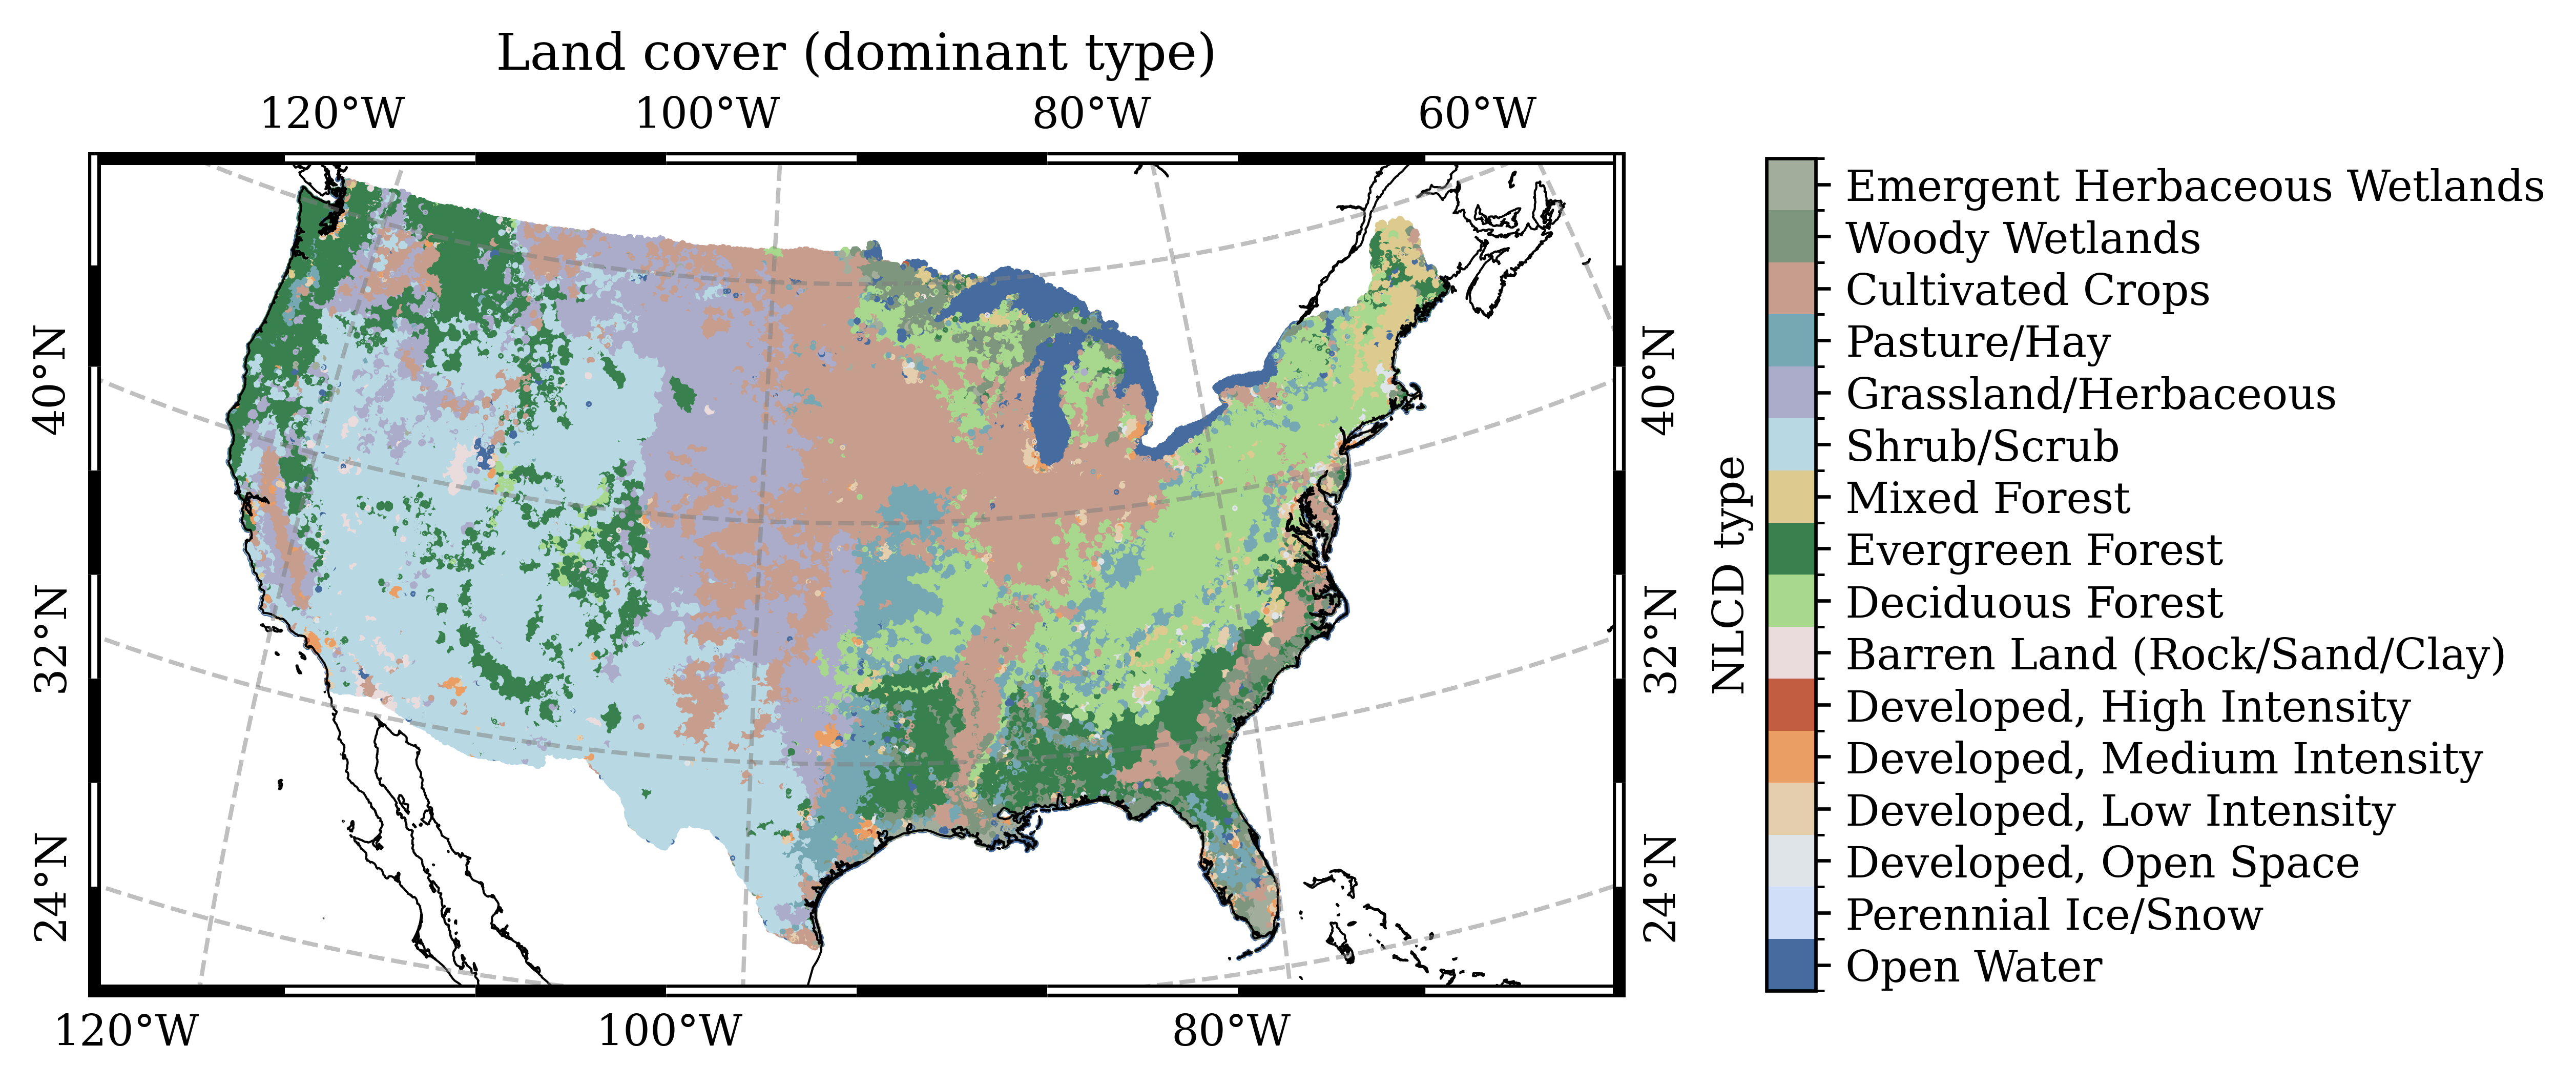 Land cover (dominant type)
120°W
100°W
80°W
60°W
40°N
32°N
24°N
40°N
32°N
24°N
120°W
100°W
80°W
NLCD type
Emergent Herbaceous Wetlands
Woody Wetlands
Cultivated Crops
Pasture/Hay
Grassland/Herbaceous
Shrub/Scrub
Mixed Forest
Evergreen Forest
Deciduous Forest
Barren Land (Rock/Sand/Clay)
Developed, High Intensity
Developed, Medium Intensity
Developed, Low Intensity
Developed, Open Space
Perennial Ice/Snow
Open Water